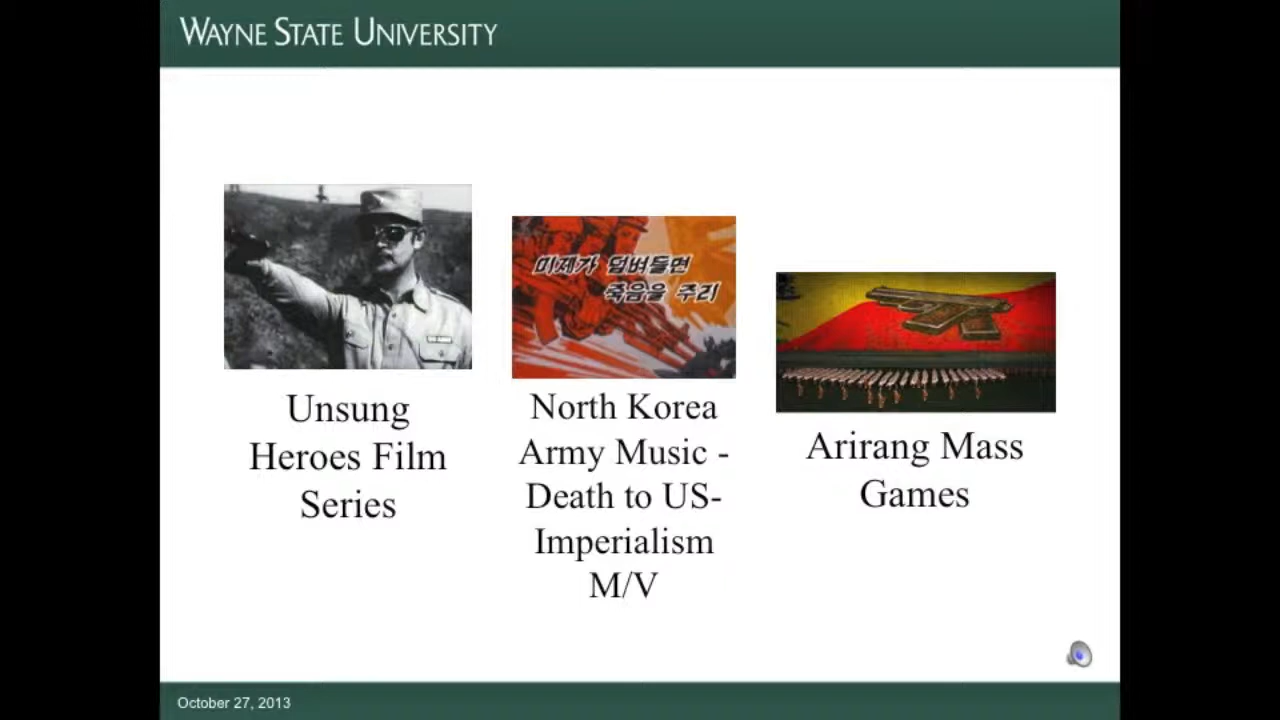 WAYNE STATE UNIVERSITY
미제가 덤벼들면
죽음을 주리
Unsung
Heroes Film
Series
North Korea
Army Music -
Death to US-
Imperialism
M/V
Arirang Mass
Games
October 27, 2013